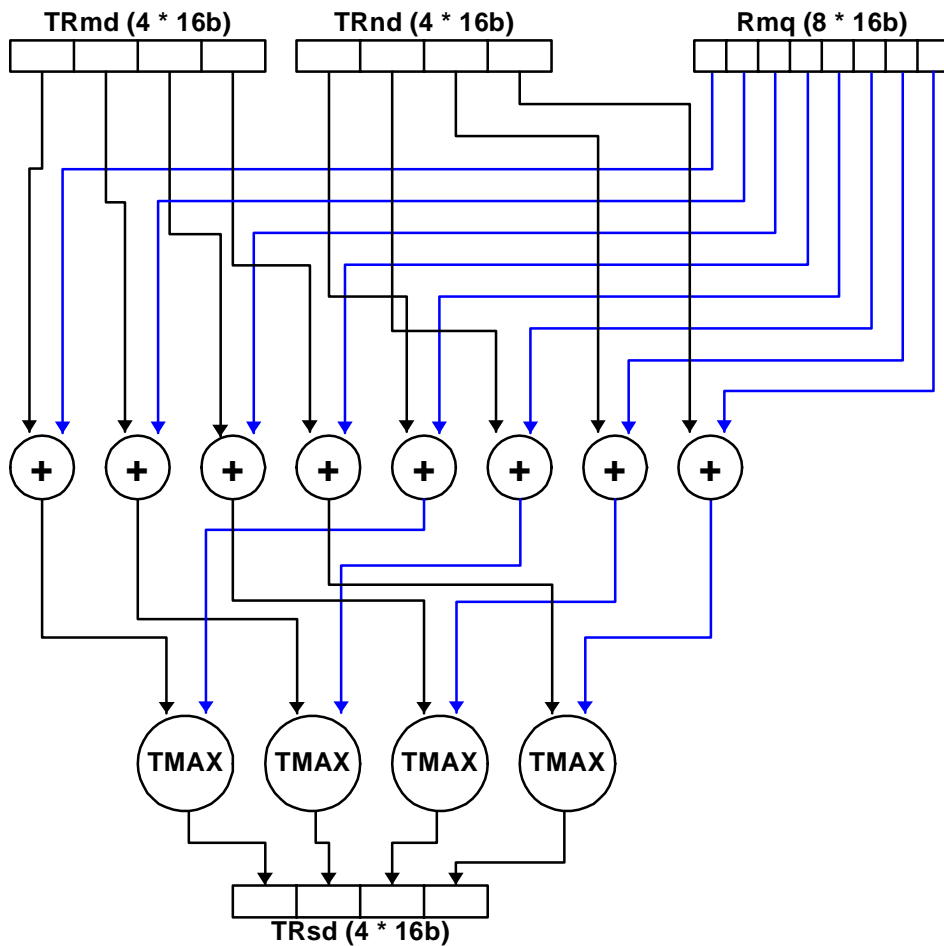 TRmd (4 * 16b)
TRnd (4 * 16b)
Rmq (8 * 16b)
+ + + + + + + +
TMAX TMAX TMAX TMAX
TRsd (4 * 16b)